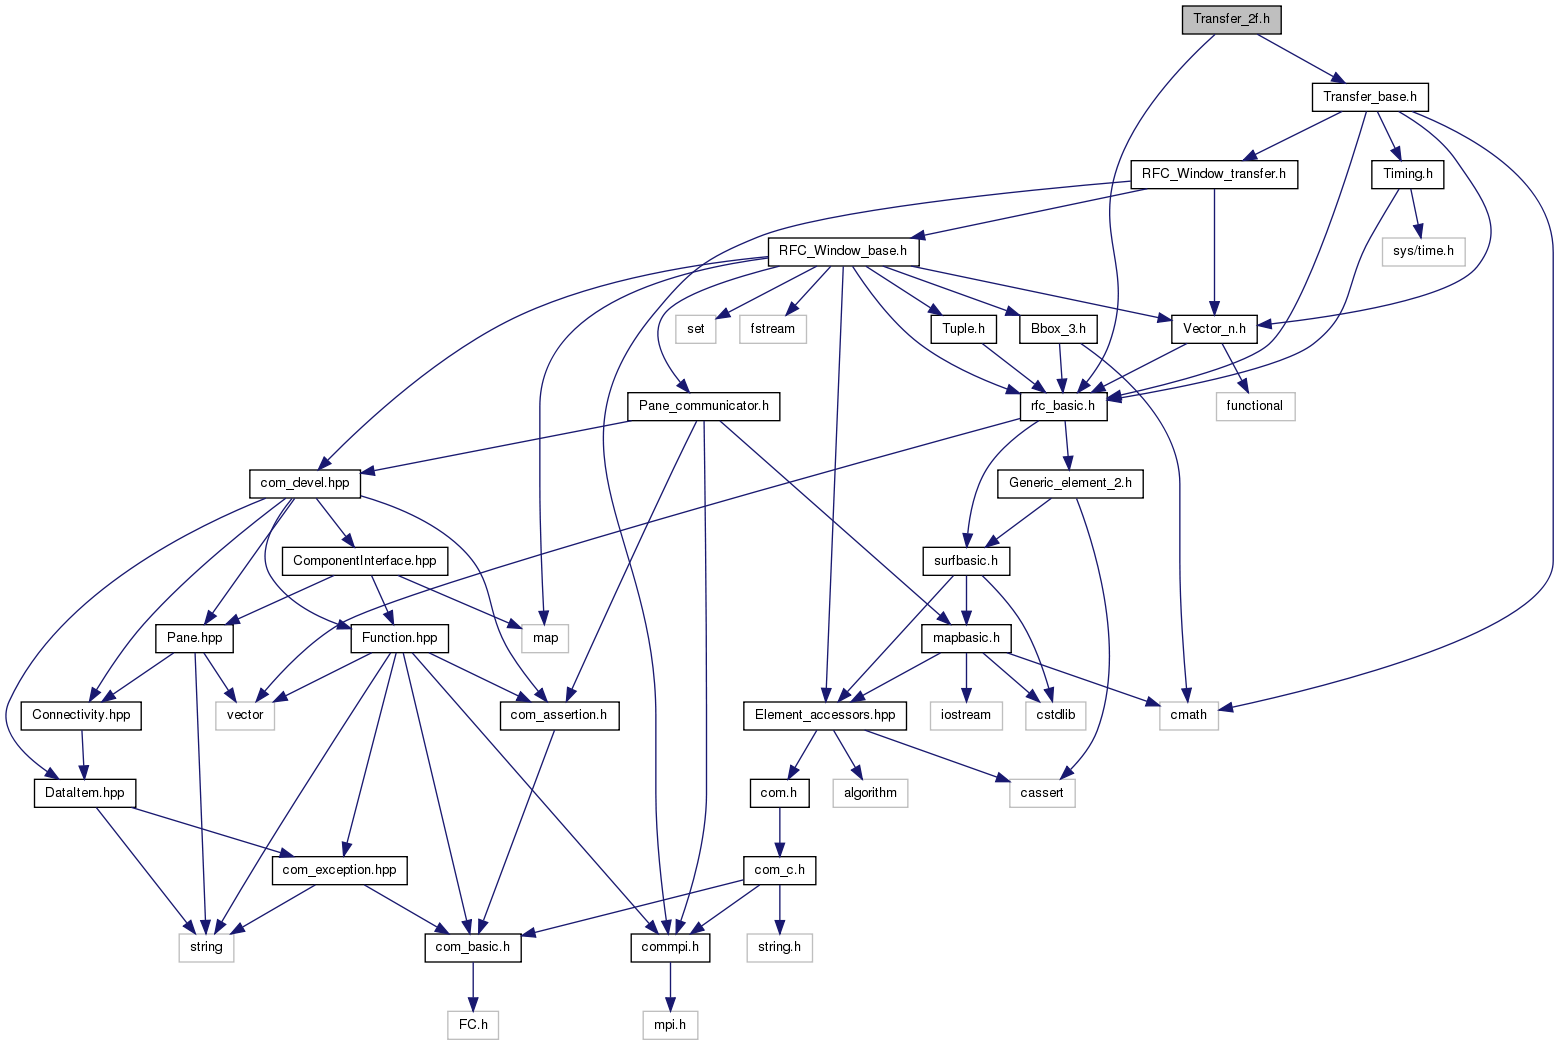 Transfer_2f.h
Transfer_base.h
RFC_Window_transfer.h
Timing.h
RFC_Window_base.h
sys/time.h
set
fstream
Tuple.h
Bbox_3.h
Vector_n.h
Pane_communicator.h
rfc_basic.h
functional
com_devel.hpp
Generic_element_2.h
ComponentInterface.hpp
surfbasic.h
Pane.hpp
Function.hpp
map
mapbasic.h
Connectivity.hpp
vector
com_assertion.h
Element_accessors.hpp
iostream
cstdlib
cmath
DataItem.hpp
com.h
algorithm
cassert
com_exception.hpp
com_c.h
string
com_basic.h
commpi.h
string.h
FC.h
mpi.h